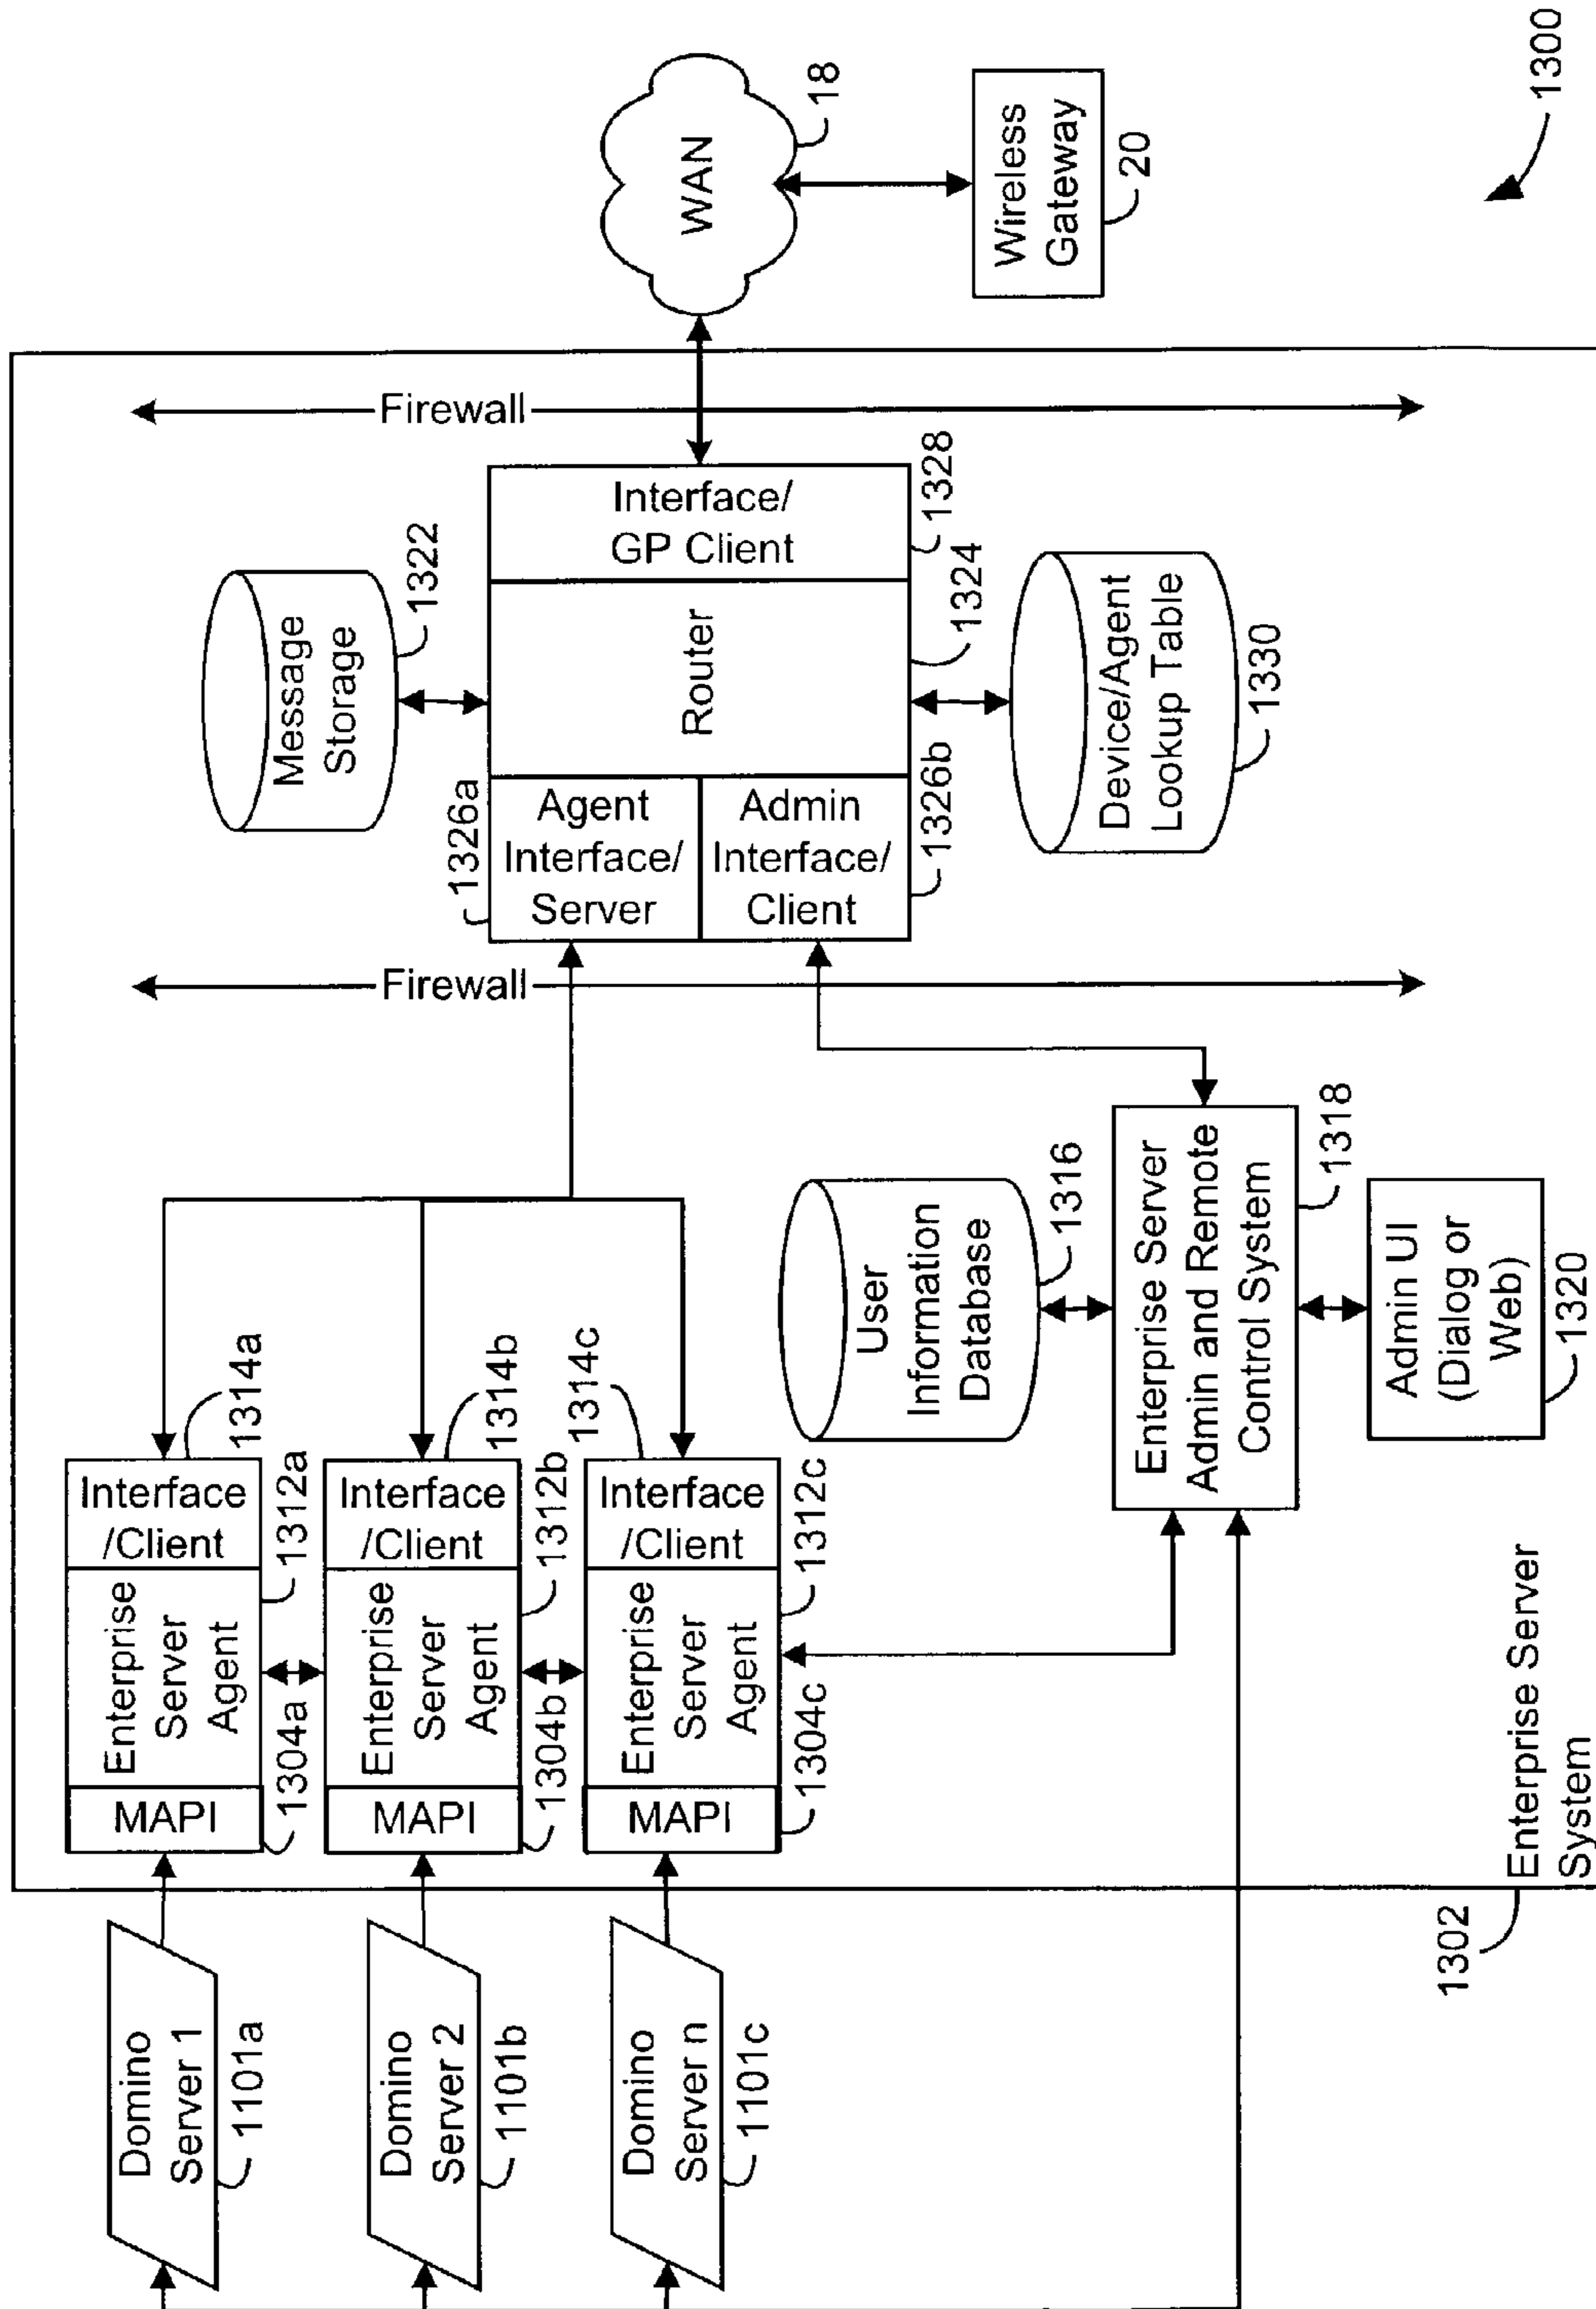 Domino
Server 1
1101a
Domino
Server 2
1101b
Domino
Server n
1101c
MAPI
Enterprise
Server
Agent
Interface
/Client
1304a
1312a
1314a
MAPI
Enterprise
Server
Agent
Interface
/Client
1304b
1312b
1314b
MAPI
Enterprise
Server
Agent
Interface
/Client
1304c
1312c
1314c
User
Information
Database
1316
Enterprise Server
Admin and Remote
Control System
1318
Admin UI
(Dialog or
Web)
1320
Enterprise Server
System
1302
Firewall
Message
Storage
1322
1326a
Agent
Interface/
Server
Admin
Interface/
Client
1326b
Router
1324
Interface/
GP Client
1328
Device/Agent
Lookup Table
1330
Firewall
WAN
18
Wireless
Gateway
20
1300